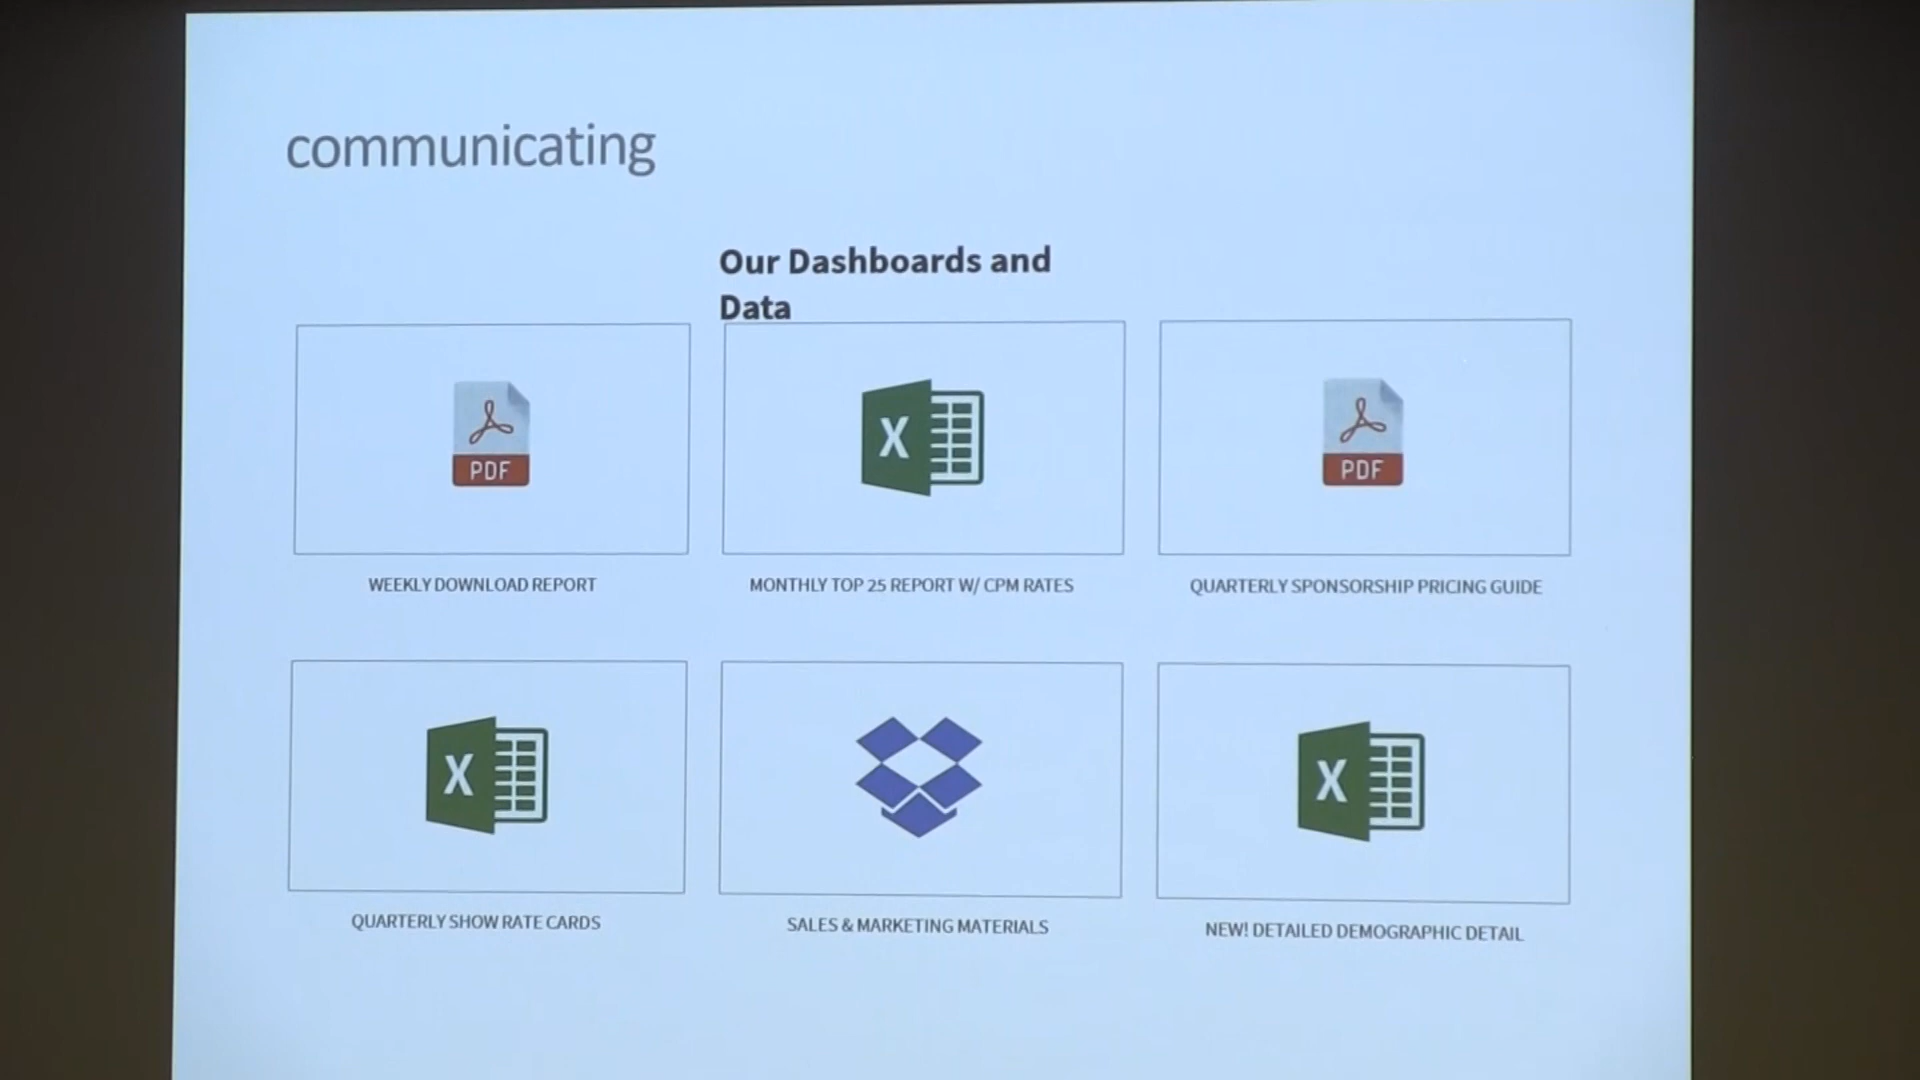 communicating
Our Dashboards and
Data
PDF
X
PDF
WEEKLY DOWNLOAD REPORT
MONTHLY TOP 25 REPORT W/ CPM RATES
QUARTERLY SPONSORSHIP PRICING GUIDE
X
X
QUARTERLY SHOW RATE CARDS
SALES & MARKETING MATERIALS
NEW! DETAILED DEMOGRAPHIC DETAIL